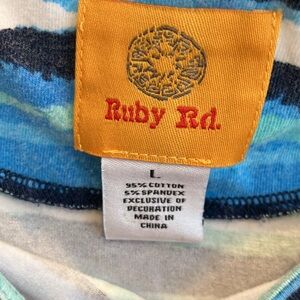 Ruby Rd.
L
95% COTTON
5% SPANDEX
EXCLUSIVE OF
DECORATION
MADE IN
CHINA